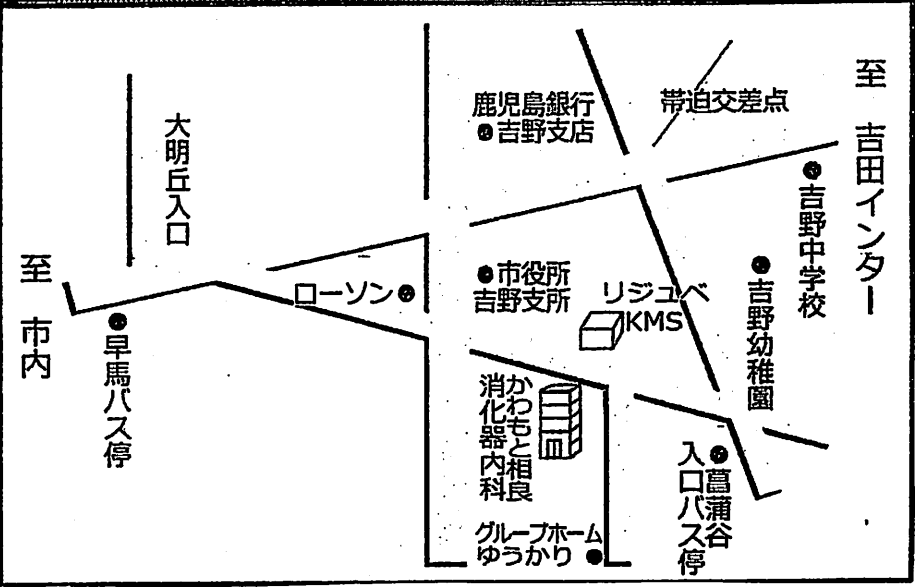 鹿児島銀行
吉野支店
帯迫交差点
至 吉田インター
吉野中学校
吉野幼稚園
大明丘入口
至 市内
早馬バス停
ローソン
市役所
吉野支所
リジュベ
KMS
かわもと相良
消化器内科
菖蒲谷
入口バス停
グループホーム
ゆうかり